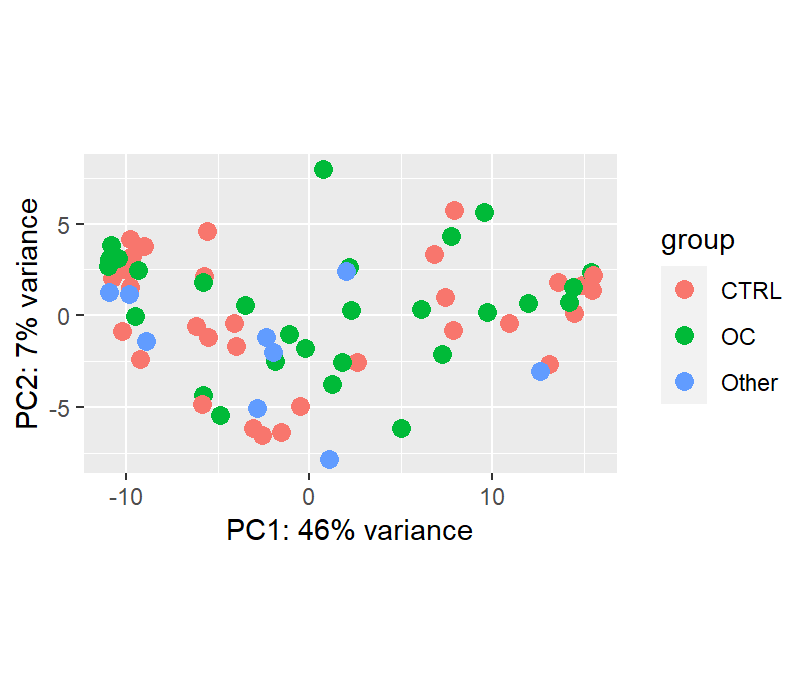 PC2: 7% variance
5
0
-5
-10
0
10
PC1: 46% variance
group
CTRL
OC
Other